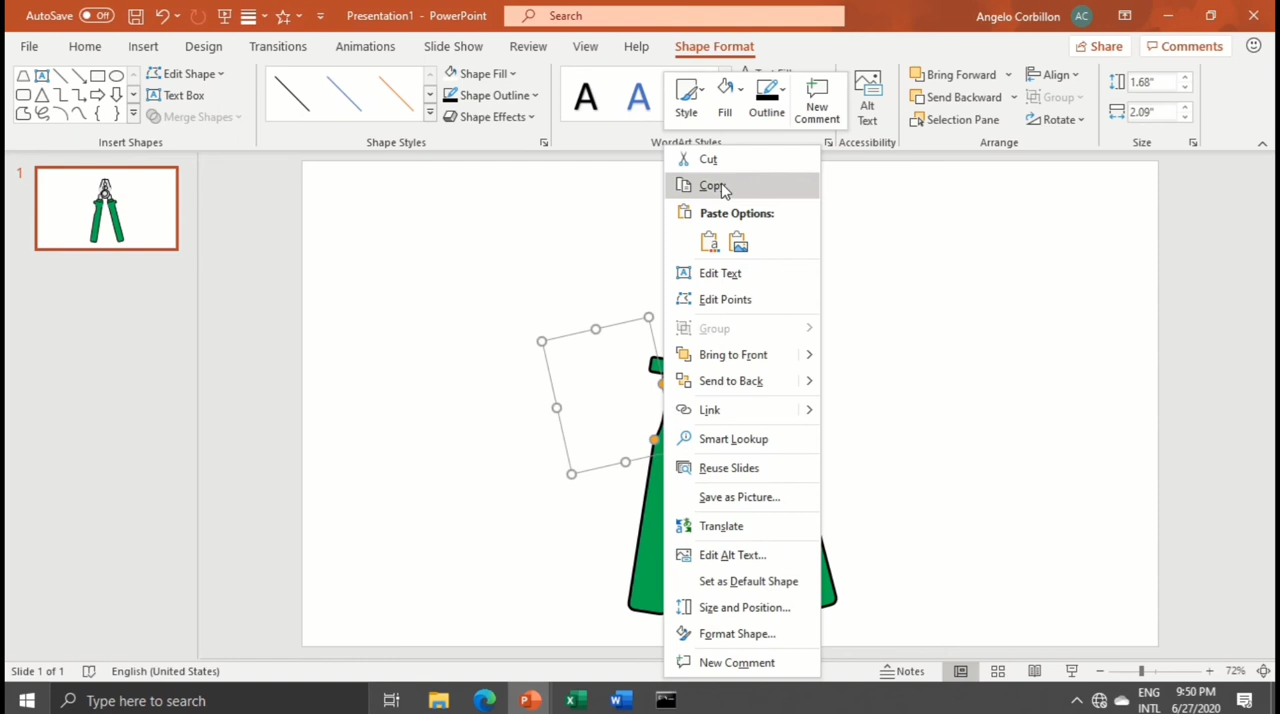 AutoSave Off Presentation1 - PowerPoint Search Angelo Corbillon AC
File Home Insert Design Transitions Animations Slide Show Review View Help Shape Format Share Comments
Edit Shape
Text Box
Merge Shapes
Insert Shapes
Shape Fill
Shape Outline
Shape Effects
Shape Styles
A A
WordArt Styles
Style Fill Outline New Comment
Alt Text
Accessibility
Bring Forward
Send Backward
Selection Pane
Align
Group
Rotate
Arrange
1.68"
2.09"
Size
1
Cut
Copy
Paste Options:
Edit Text
Edit Points
Group
Bring to Front
Send to Back
Link
Smart Lookup
Reuse Slides
Save as Picture...
Translate
Edit Alt Text...
Set as Default Shape
Size and Position...
Format Shape...
New Comment
Slide 1 of 1 English (United States) Notes 72%
Type here to search
ENG
INTL
9:50 PM
6/27/2020